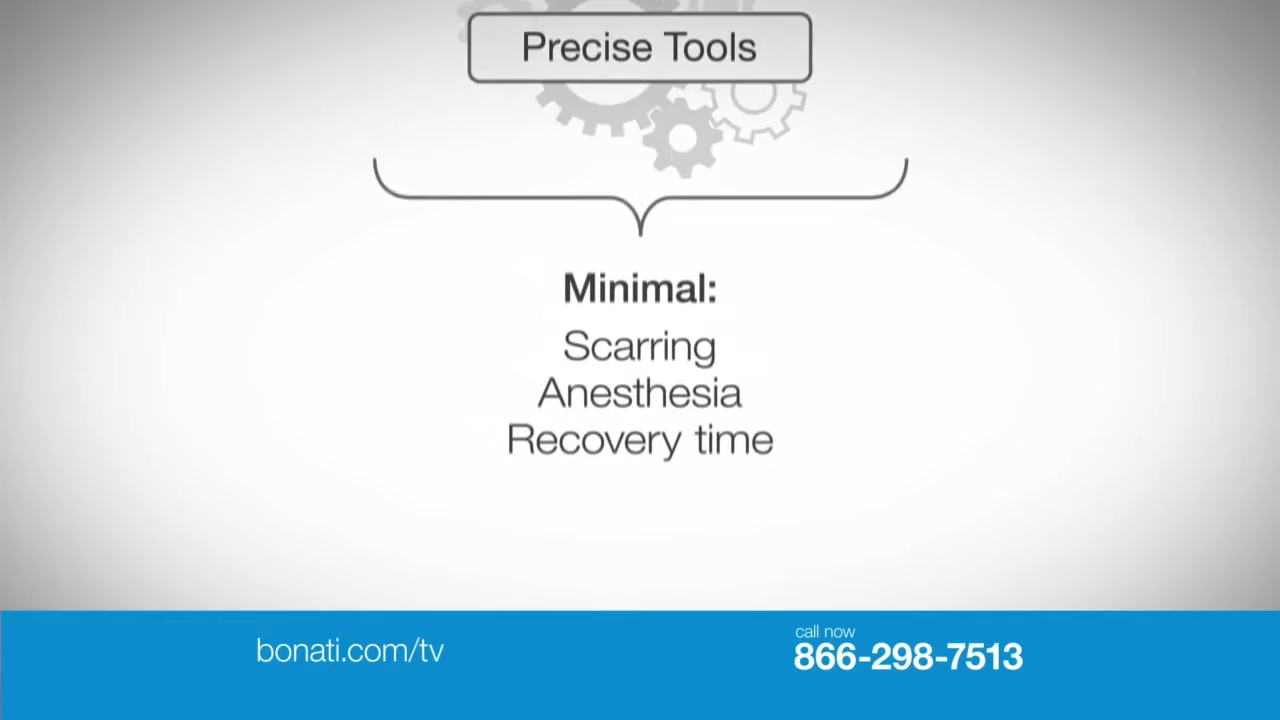 Precise Tools
Minimal:
Scarring
Anesthesia
Recovery time
bonati.com/tv
call now
866-298-7513